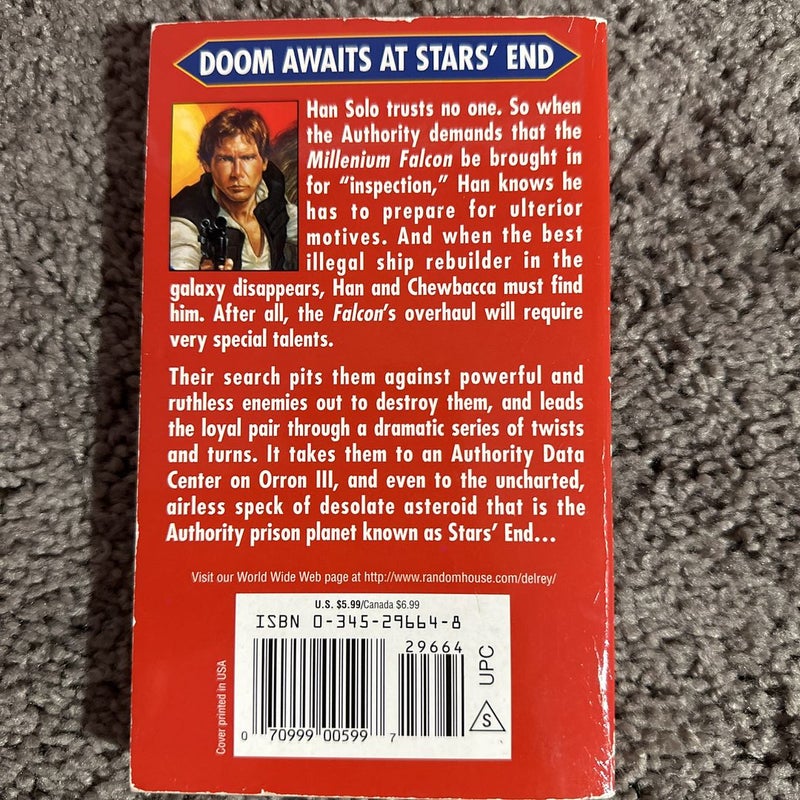 DOOM AWAITS AT STARS' END
Han Solo trusts no one. So when
the Authority demands that the
Millenium Falcon be brought in
for “inspection,” Han knows he
has to prepare for ulterior
motives. And when the best
illegal ship rebuilder in the
galaxy disappears, Han and Chewbacca must find
him. After all, the Falcon's overhaul will require
very special talents.
Their search pits them against powerful and
ruthless enemies out to destroy them, and leads
the loyal pair through a dramatic series of twists
and turns. It takes them to an Authority Data
Center on Orron III, and even to the uncharted,
airless speck of desolate asteroid that is the
Authority prison planet known as Stars' End...
Visit our World Wide Web page at http://www.randomhouse.com/delrey/
U.S. $5.99/Canada $6.99
ISBN 0-345-29664-8
29664
0 70999 00599 7
UPC
S
Cover printed in USA